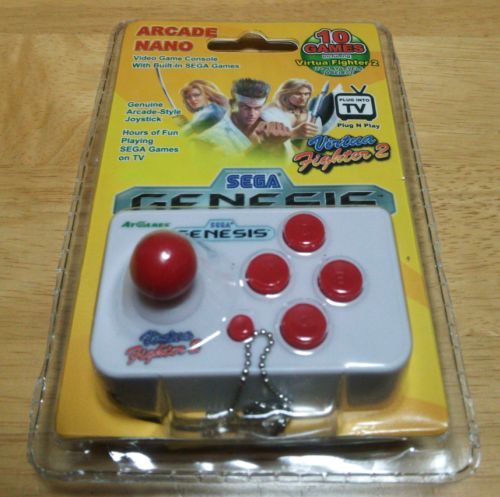 ARCADE
NANO
Video Game Console
With Built-In SEGA Games
10
GAMES
Including
Virtua Fighter 2
Genuine
Arcade-Style
Joystick
Hours of Fun
Playing
SEGA Games
on TV
PLUG INTO
TV
Plug N Play
Virtua
Fighter 2
SEGA
GENESIS
ATGAMES
SEGA
GENESIS
Virtua
Fighter 2